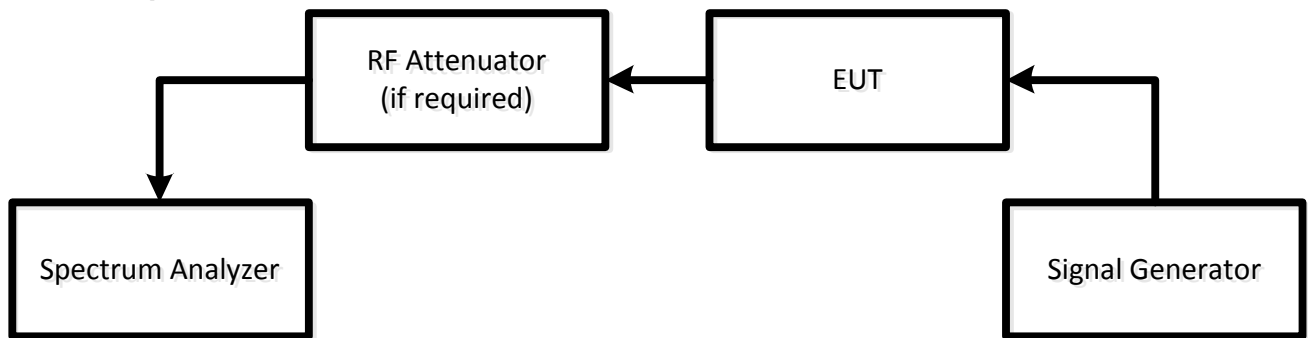 RF Attenuator
(if required)
EUT
Spectrum Analyzer
Signal Generator